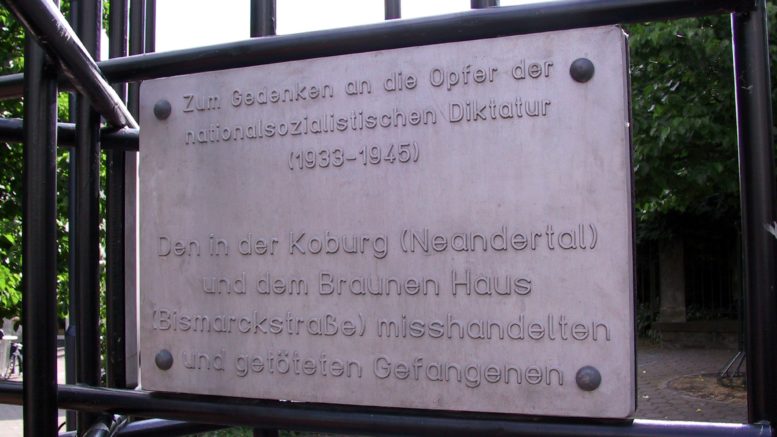 Zum Gedenken an die Opfer der
nationalsozialistischen Diktatur
(1933-1945)
Den in der Koburg (Neandertal)
und dem Braunen Haus
(Bismarckstraße) misshandelten
und getöteten Gefangenen